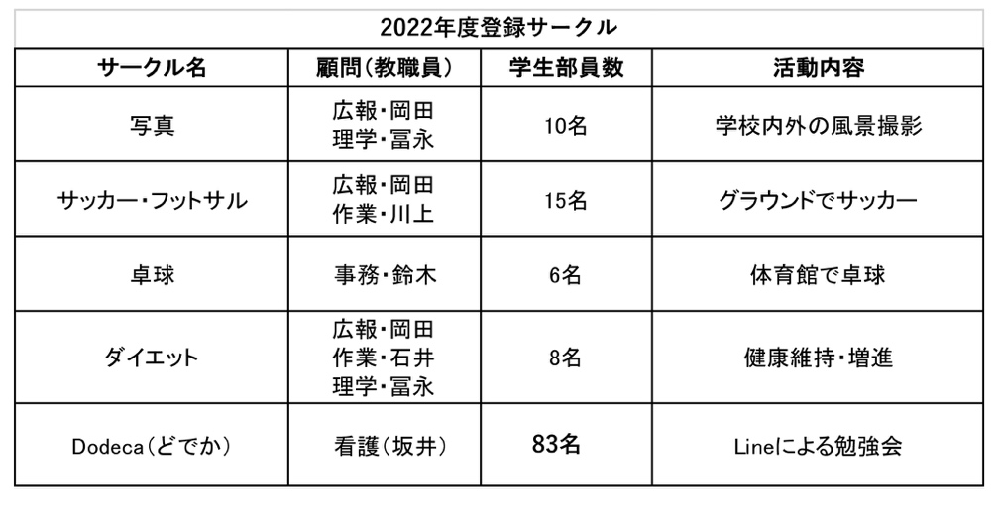 2022年度登録サークル
サークル名 顧問（教職員） 学生部員数 活動内容
写真 広報・岡田 10名 学校内外の風景撮影
理学・冨永
サッカー・フットサル 広報・岡田 15名 グラウンドでサッカー
作業・川上
卓球 事務・鈴木 6名 体育館で卓球
広報・岡田
ダイエット 作業・石井 8名 健康維持・増進
理学・冨永
Dodeca（どでか） 看護（坂井） 83名 Lineによる勉強会